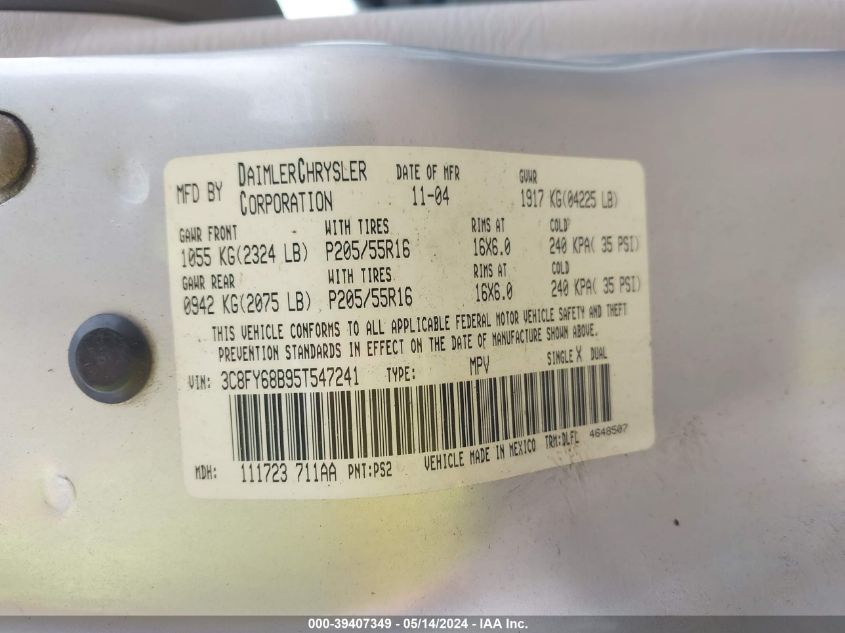 MFD BY DAIMLERCHRYSLER CORPORATION DATE OF MFR 11-04 GVWR 1917 KG(04225 LB)
GAWR FRONT WITH TIRES RIMS AT COLD
1055 KG(2324 LB) P205/55R16 16X6.0 240 KPA( 35 PSI)
GAWR REAR WITH TIRES RIMS AT COLD
0942 KG(2075 LB) P205/55R16 16X6.0 240 KPA( 35 PSI)
THIS VEHICLE CONFORMS TO ALL APPLICABLE FEDERAL MOTOR VEHICLE SAFETY AND THEFT
PREVENTION STANDARDS IN EFFECT ON THE DATE OF MANUFACTURE SHOWN ABOVE.
VIN: 3C8FY68B95T547241 TYPE: MPV SINGLE X DUAL
MDH: 111723 711AA PNT:PS2 VEHICLE MADE IN MEXICO TRM:DLFL 4648507
000-39407349 - 05/14/2024 - IAA Inc.